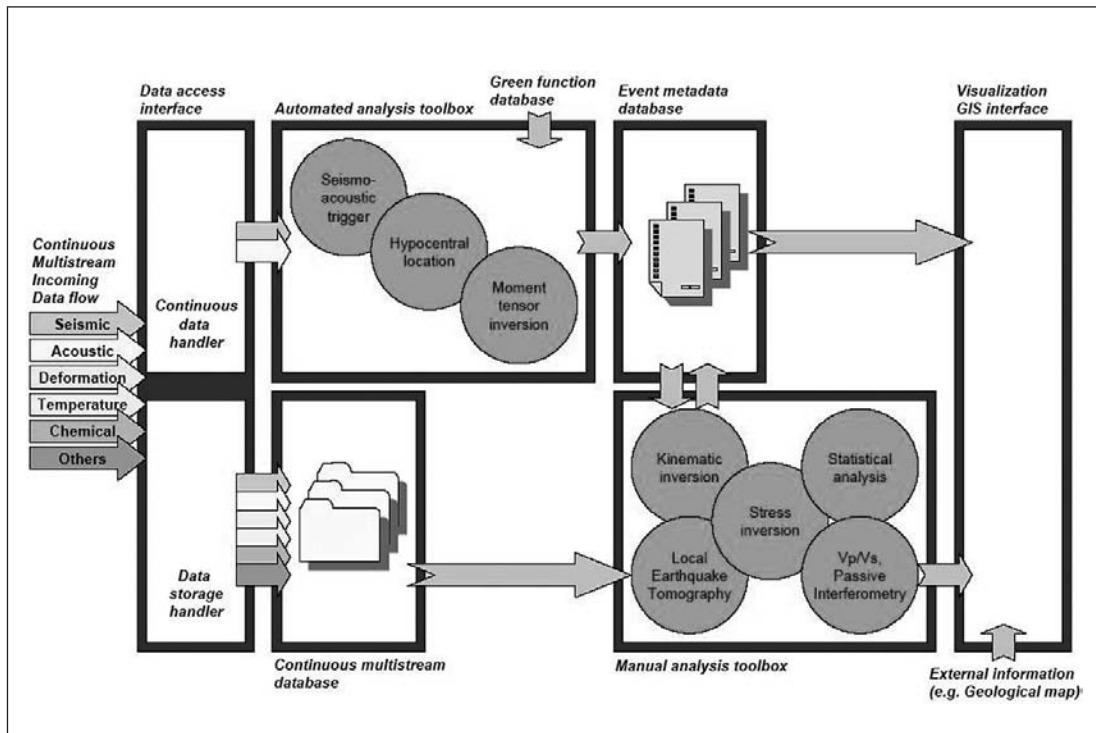 Data access
interface
Automated analysis toolbox
Green function
database
Event metadata
database
Visualization
GIS interface
Continuous
Multistream
Incoming
Data flow
Seismic
Acoustic
Deformation
Temperature
Chemical
Others
Continuous
data
handler
Data
storage
handler
Seismo-
acoustic
trigger
Hypocentral
location
Moment
tensor
inversion
Kinematic
inversion
Statistical
analysis
Stress
inversion
Local
Earthquake
Tomography
Vp/Vs,
Passive
Interferometry
Continuous multistream
database
Manual analysis toolbox
External information
(e.g. Geological map)